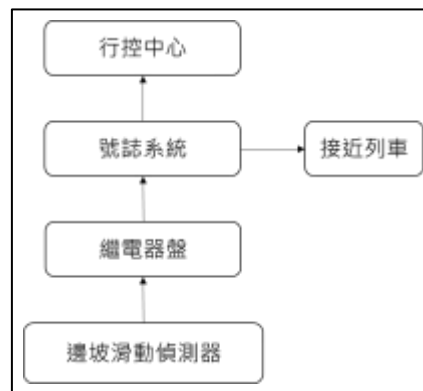 行控中心
號誌系統
接近列車
繼電器盤
邊坡滑動偵測器